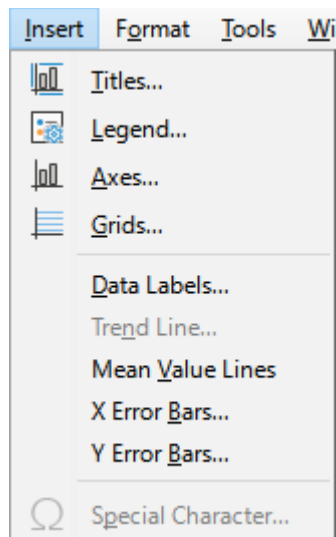 Insert Format Tools Wi
Titles...
Legend...
Axes...
Grids...
Data Labels...
Trend Line...
Mean Value Lines
X Error Bars...
Y Error Bars...
Special Character...